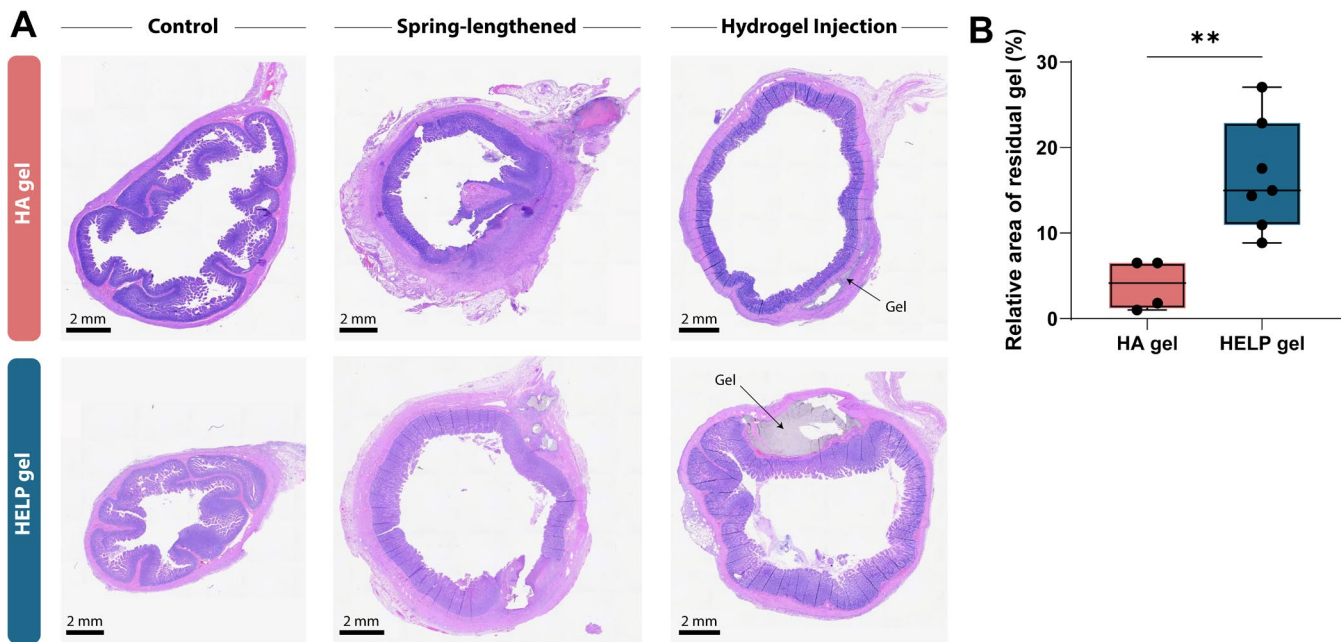 A
Control
Spring-lengthened
Hydrogel Injection
HA gel
2 mm
2 mm
2 mm
Gel
HELP gel
2 mm
2 mm
2 mm
Gel
B
**
Relative area of residual gel (%)
30
20
10
0
HA gel
HELP gel